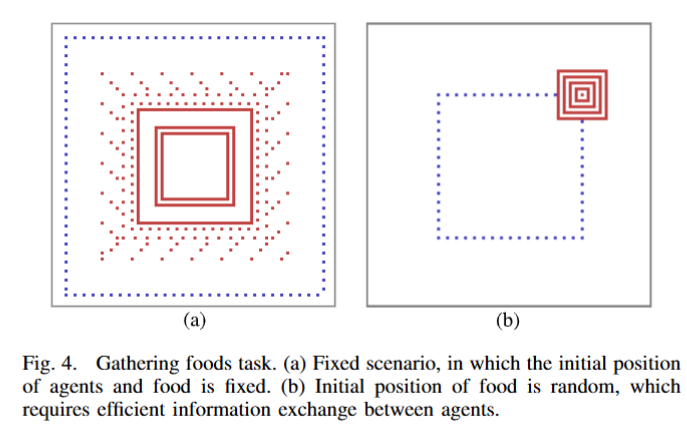 (a)
(b)
Fig. 4. Gathering foods task. (a) Fixed scenario, in which the initial position
of agents and food is fixed. (b) Initial position of food is random, which
requires efficient information exchange between agents.